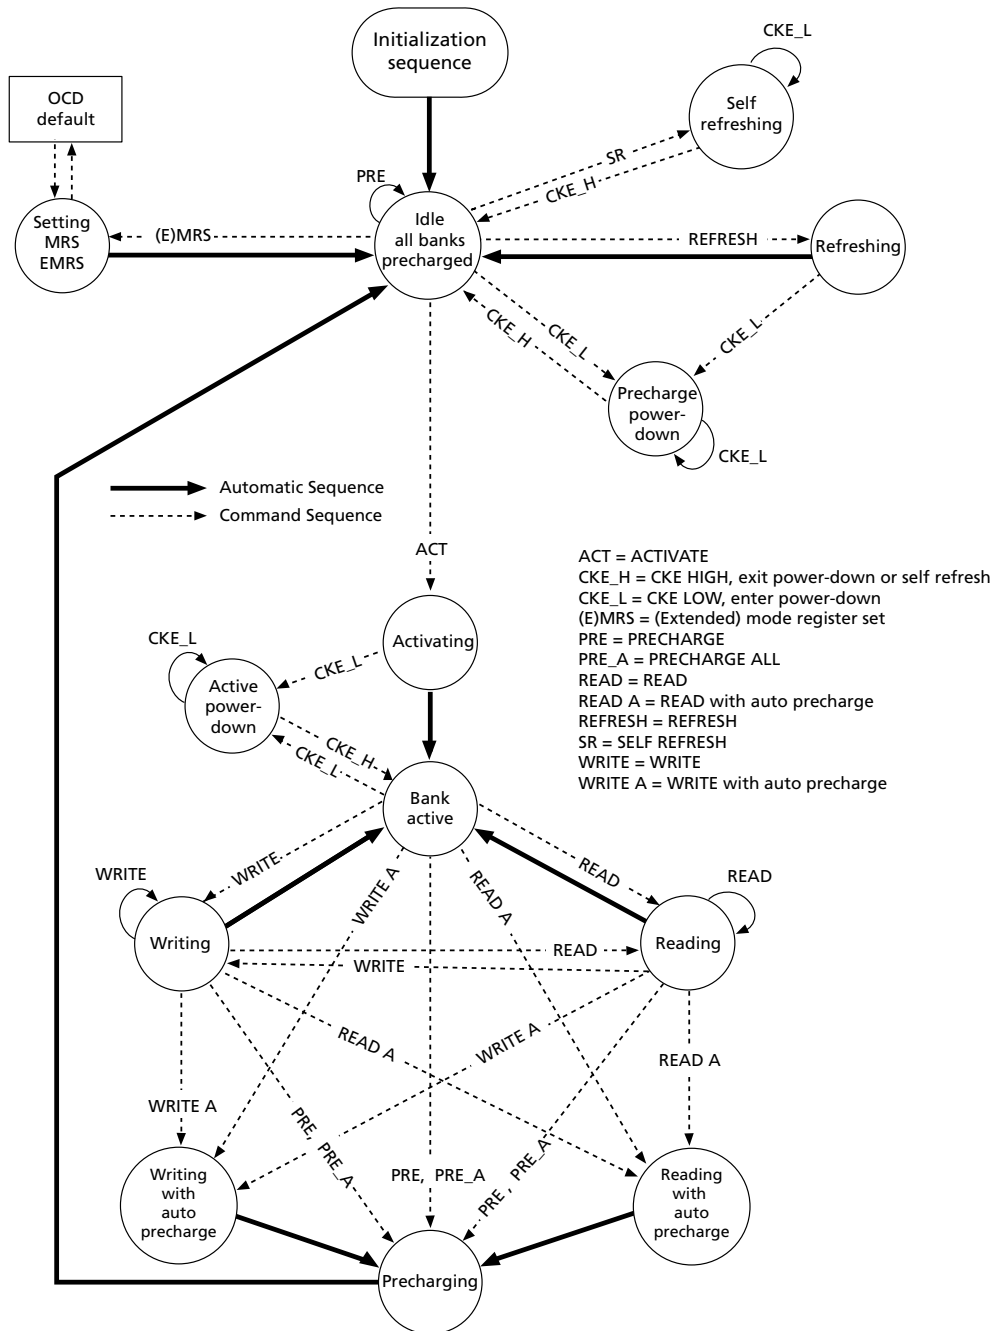 Initialization
sequence
CKE_L
OCD
default
Self
refreshing
SR
CKE_H
PRE
Setting
MRS
EMRS
(E)MRS
Idle
all banks
precharged
REFRESH
Refreshing
CKE_H
CKE_L
CKE_L
Precharge
power-
down
CKE_L
Automatic Sequence
Command Sequence
ACT
ACT = ACTIVATE
CKE_H = CKE HIGH, exit power-down or self refresh
CKE_L = CKE LOW, enter power-down
(E)MRS = (Extended) mode register set
PRE = PRECHARGE
PRE_A = PRECHARGE ALL
READ = READ
READ A = READ with auto precharge
REFRESH = REFRESH
SR = SELF REFRESH
WRITE = WRITE
WRITE A = WRITE with auto precharge
Activating
CKE_L
CKE_L
Active
power-
down
CKE_H
CKE_L
Bank
active
WRITE
WRITE
WRITE A
READ A
READ
READ
Writing
READ
WRITE
Reading
READ A
WRITE A
READ A
WRITE A
PRE, PRE_A
PRE, PRE_A
PRE , PRE_A
Writing
with
auto
precharge
Reading
with
auto
precharge
Precharging